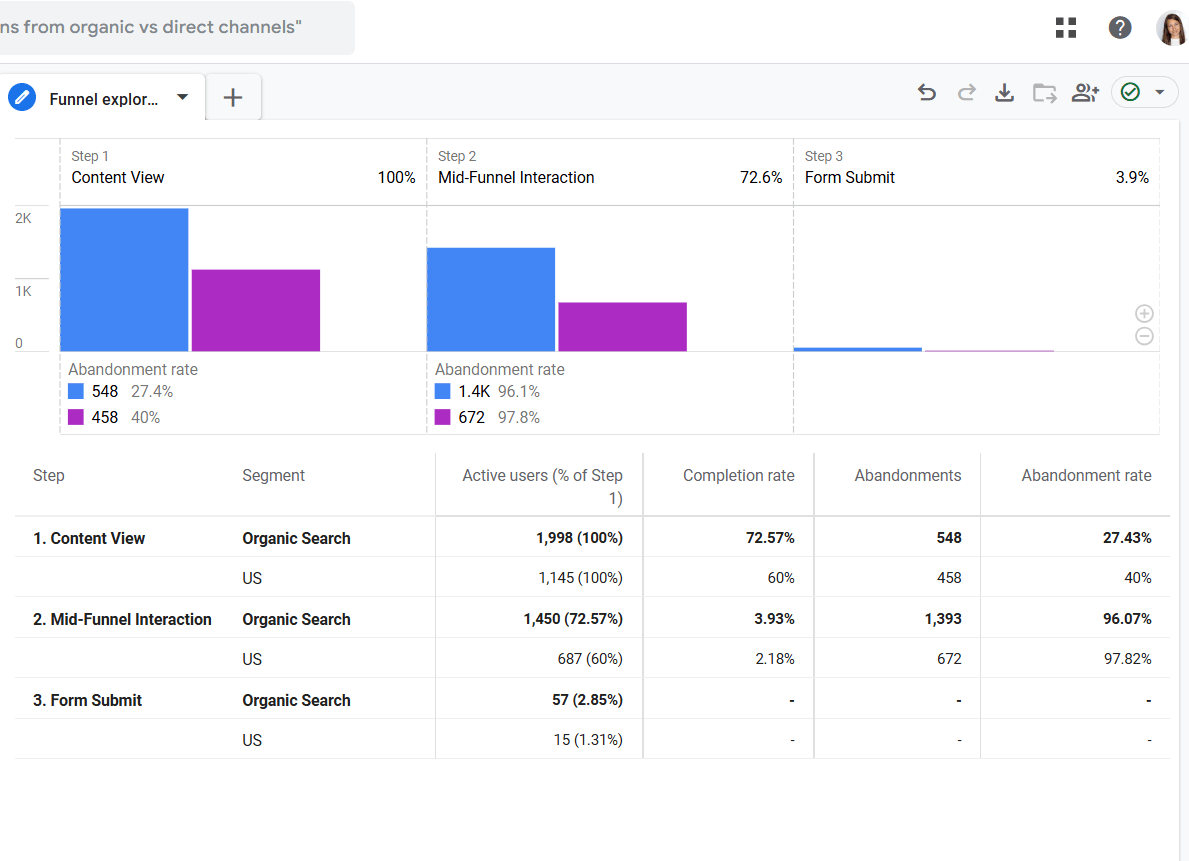 ns from organic vs direct channels"
Funnel explor...
Step 1
Content View 100%
Step 2
Mid-Funnel Interaction 72.6%
Step 3
Form Submit 3.9%
2K
1K
0
Abandonment rate
548 27.4%
458 40%
Abandonment rate
1.4K 96.1%
672 97.8%
Step Segment Active users (% of Step
1) Completion rate Abandonments Abandonment rate
1. Content View Organic Search 1,998 (100%) 72.57% 548 27.43%
US 1,145 (100%) 60% 458 40%
2. Mid-Funnel Interaction Organic Search 1,450 (72.57%) 3.93% 1,393 96.07%
US 687 (60%) 2.18% 672 97.82%
3. Form Submit Organic Search 57 (2.85%) - - -
US 15 (1.31%) - - -